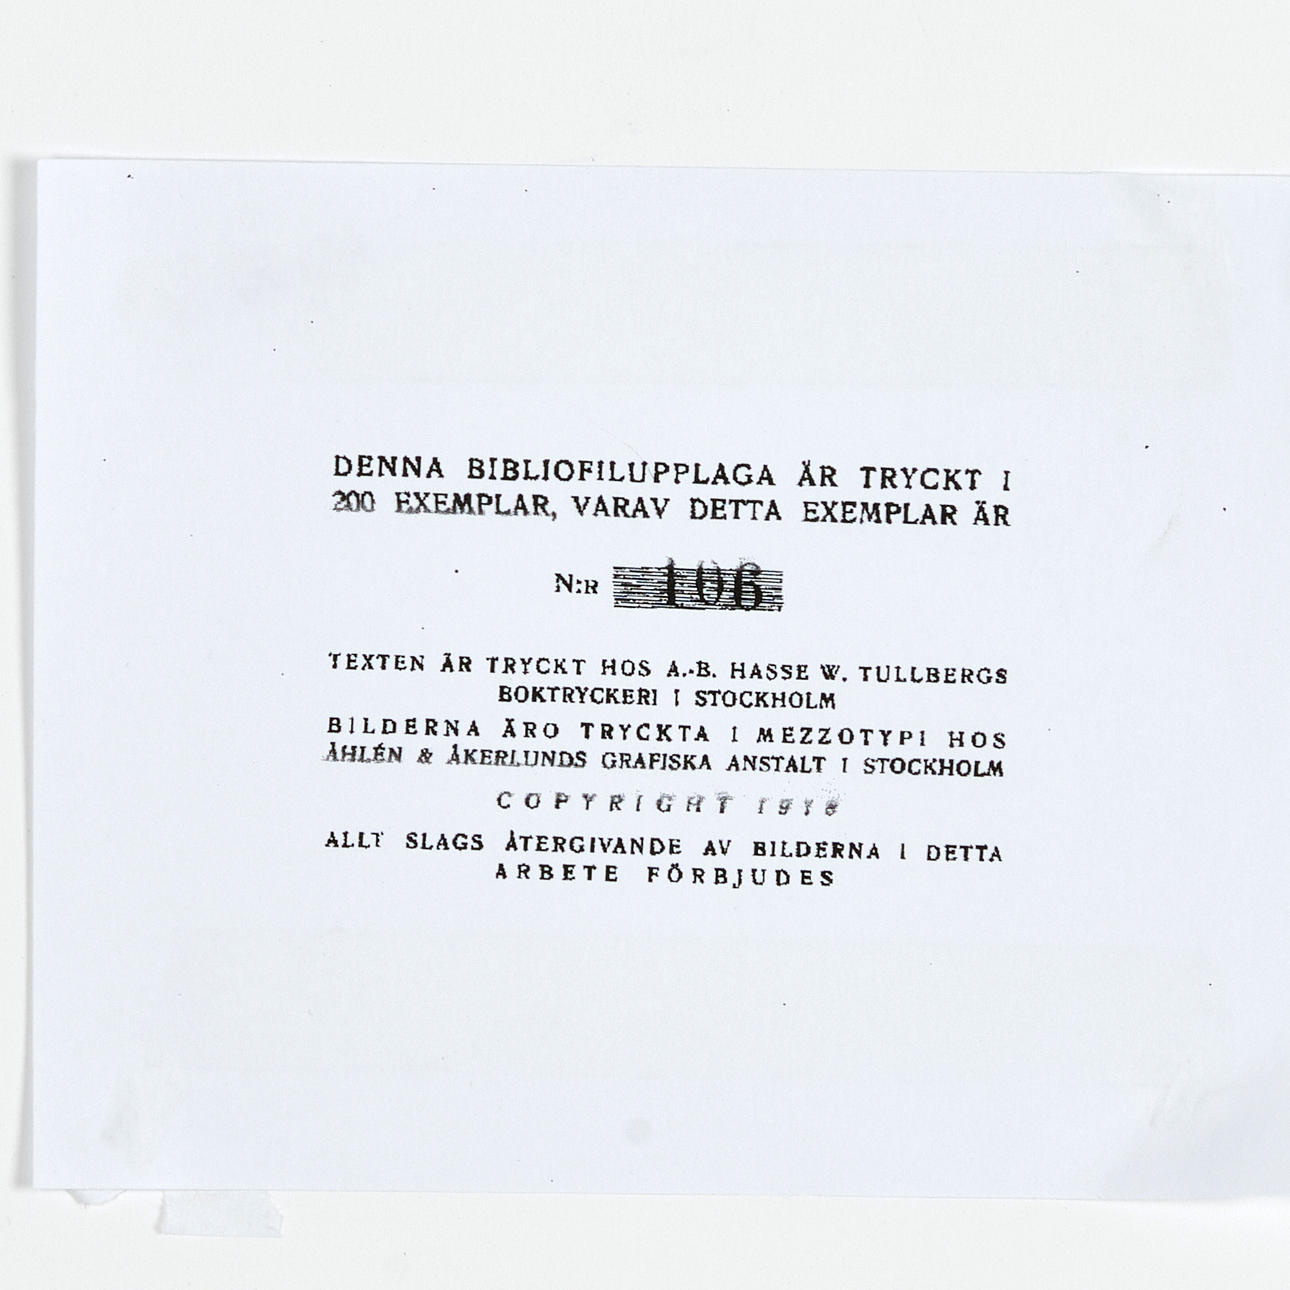 DENNA BIBLIOFILUPPLAGA ÄR TRYCKT I
200 EXEMPLAR, VARAV DETTA EXEMPLAR ÄR
N:R 106
TEXTEN ÄR TRYCKT HOS A.-B. HASSE W. TULLBERGS
BOKTRYCKERI I STOCKHOLM
BILDERNA ÄRO TRYCKTA I MEZZOTYPI HOS
ÅHLÉN & ÅKERLUNDS GRAFISKA ANSTALT I STOCKHOLM
COPYRIGHT 1918
ALLT SLAGS ÅTERGIVANDE AV BILDERNA I DETTA
ARBETE FÖRBJUDES